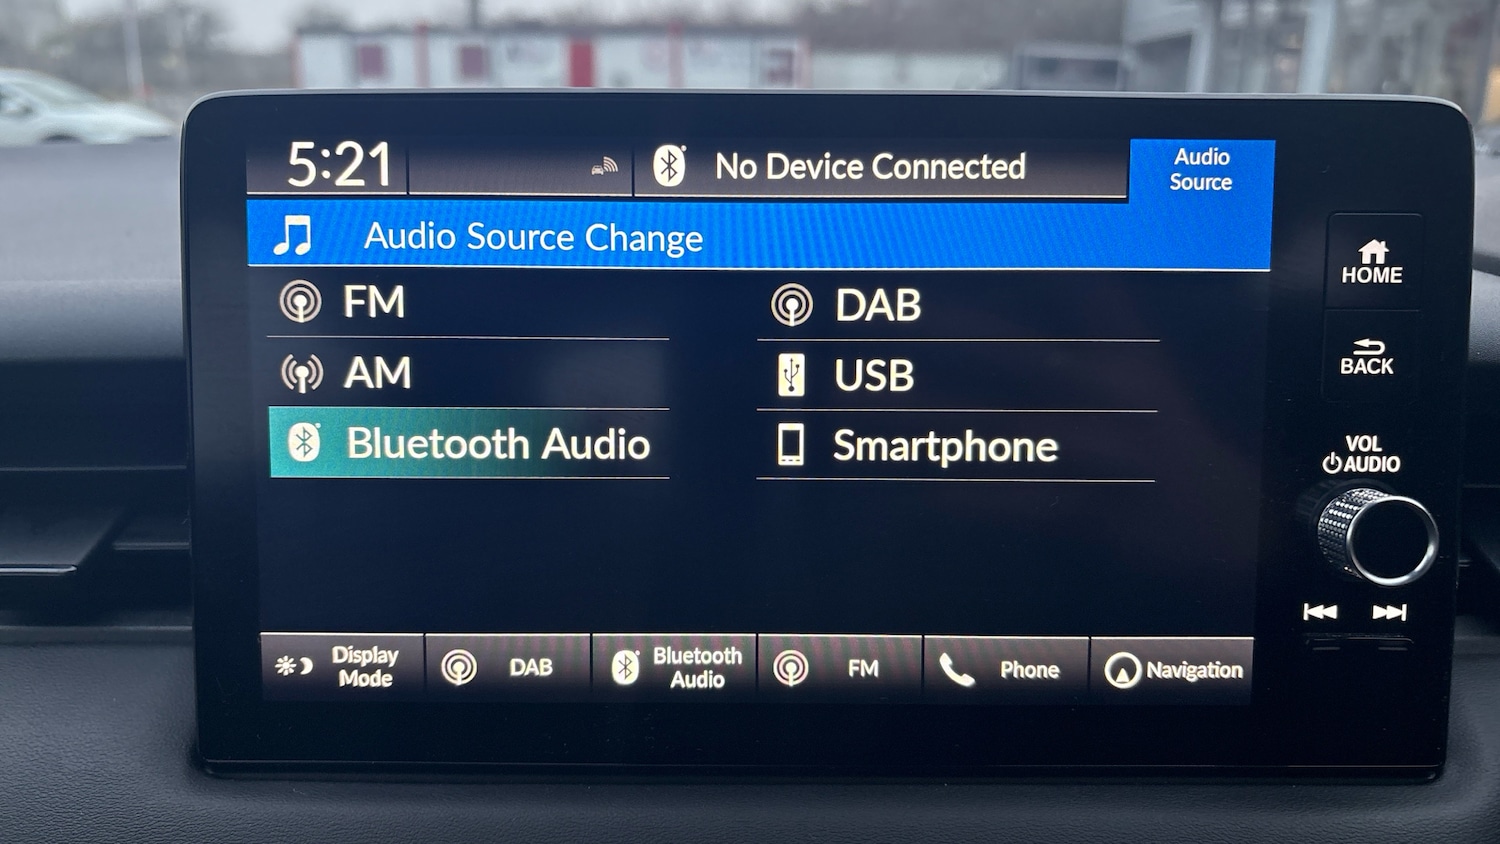 5:21
No Device Connected
Audio
Source
Audio Source Change
FM
DAB
AM
USB
Bluetooth Audio
Smartphone
Display
Mode
DAB
Bluetooth
Audio
FM
Phone
Navigation
HOME
BACK
VOL
AUDIO